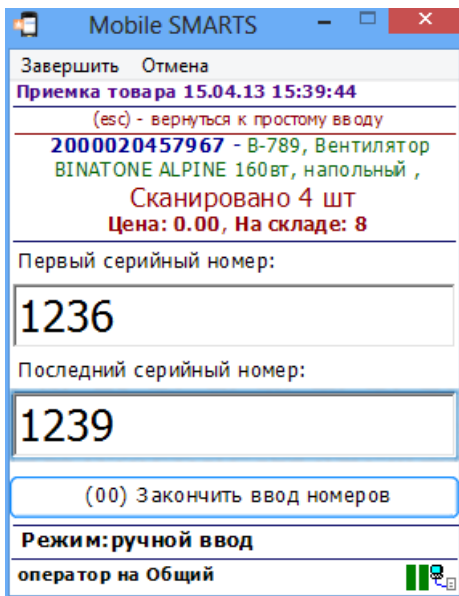 Mobile SMARTS
Завершить Отмена
Приемка товара 15.04.13 15:39:44
(esc) - вернуться к простому вводу
2000020457967 - В-789, Вентилятор
BINATONE ALPINE 160вт, напольный ,
Сканировано 4 шт
Цена: 0.00, На складе: 8
Первый серийный номер:
1236
Последний серийный номер:
1239
(00) Закончить ввод номеров
Режим:ручной ввод
оператор на Общий